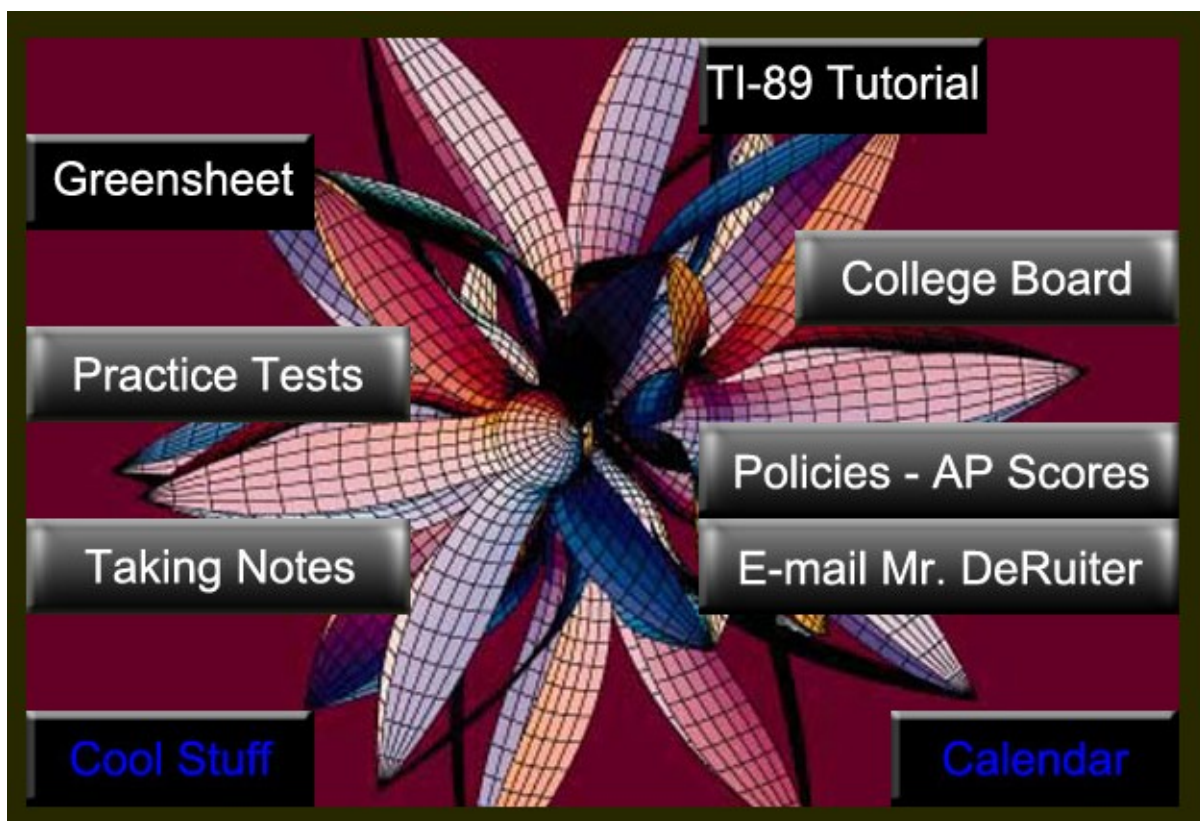 TI-89 Tutorial
Greensheet
College Board
Practice Tests
Policies - AP Scores
Taking Notes
E-mail Mr. DeRuiter
Cool Stuff
Calendar